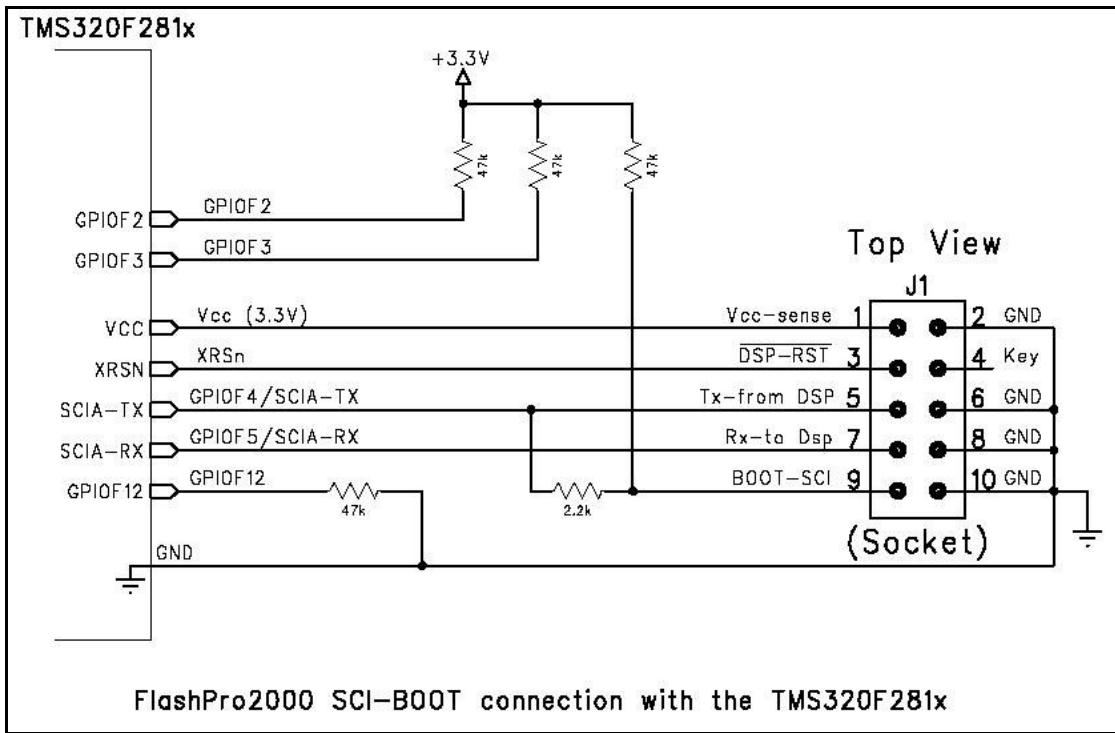 TMS320F281x
+3.3V
47k
47k
47k
GPIOF2
GPIOF2
GPIOF3
GPIOF3
Top View
J1
VCC
Vcc (3.3V)
Vcc-sense
1
2
GND
XRSN
XRSn
DSP-RST
3
4
Key
SCIA-TX
GPIOF4/SCIA-TX
Tx-from DSP
5
6
GND
SCIA-RX
GPIOF5/SCIA-RX
Rx-to Dsp
7
8
GND
GPIOF12
GPIOF12
47k
2.2k
BOOT-SCI
9
10
GND
(Socket)
GND
FlashPro2000 SCI-BOOT connection with the TMS320F281x